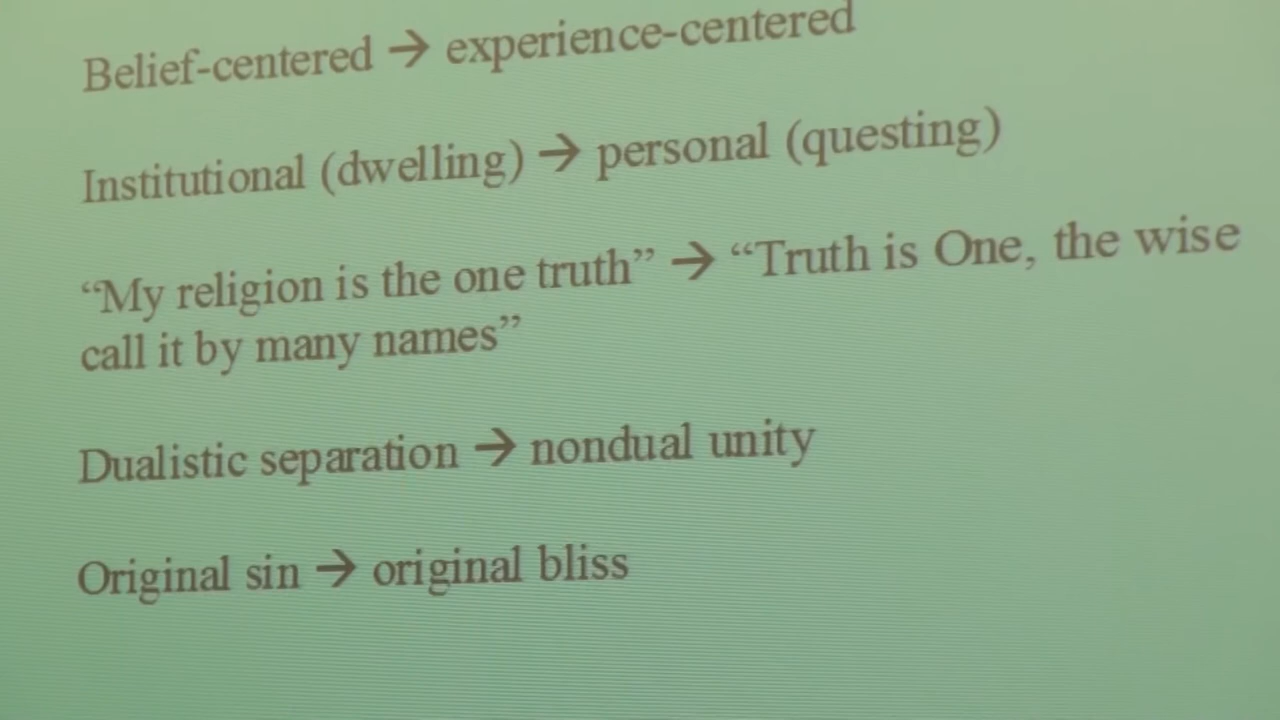 Belief-centered → experience-centered
Institutional (dwelling) → personal (questing)
“My religion is the one truth” → “Truth is One, the wise
call it by many names”
Dualistic separation → nondual unity
Original sin → original bliss